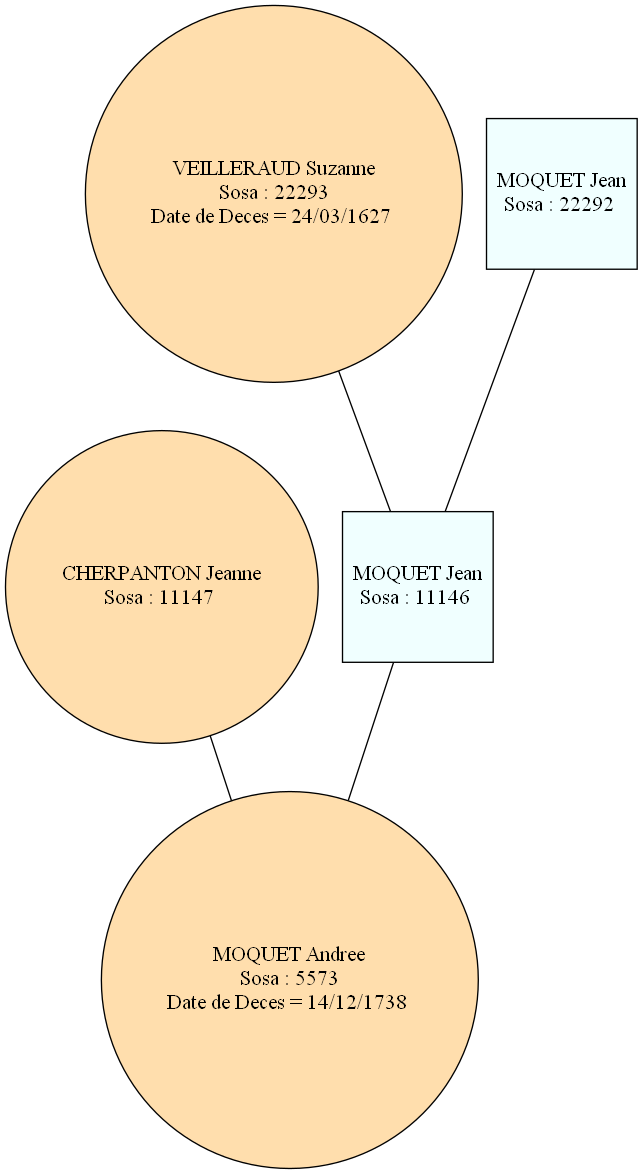 VEILLERAUD Suzanne
Sosa : 22293
Date de Deces = 24/03/1627
MOQUET Jean
Sosa : 22292
CHERPANTON Jeanne
Sosa : 11147
MOQUET Jean
Sosa : 11146
MOQUET Andree
Sosa : 5573
Date de Deces = 14/12/1738